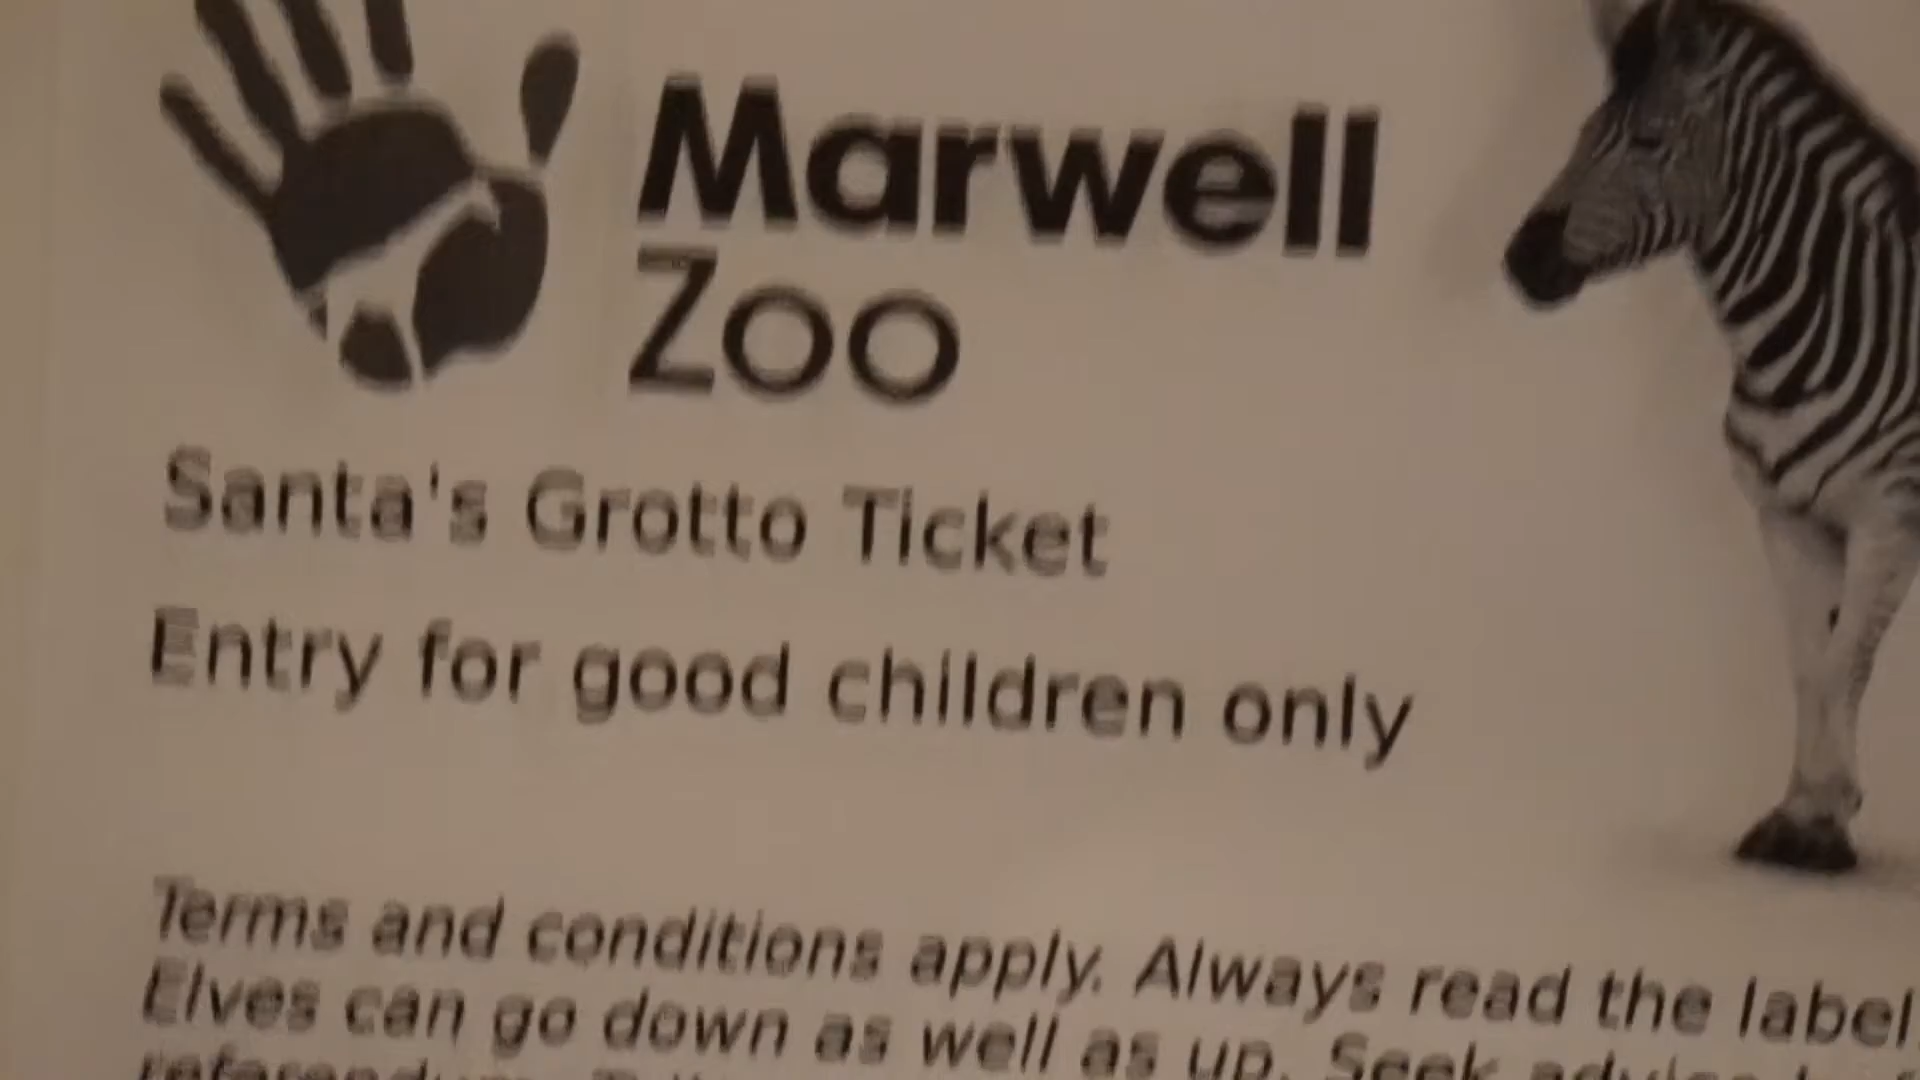 Marwell
Zoo
Santa's Grotto Ticket
Entry for good children only
Terms and conditions apply. Always read the label.
Elves can go down as well as up. Seek